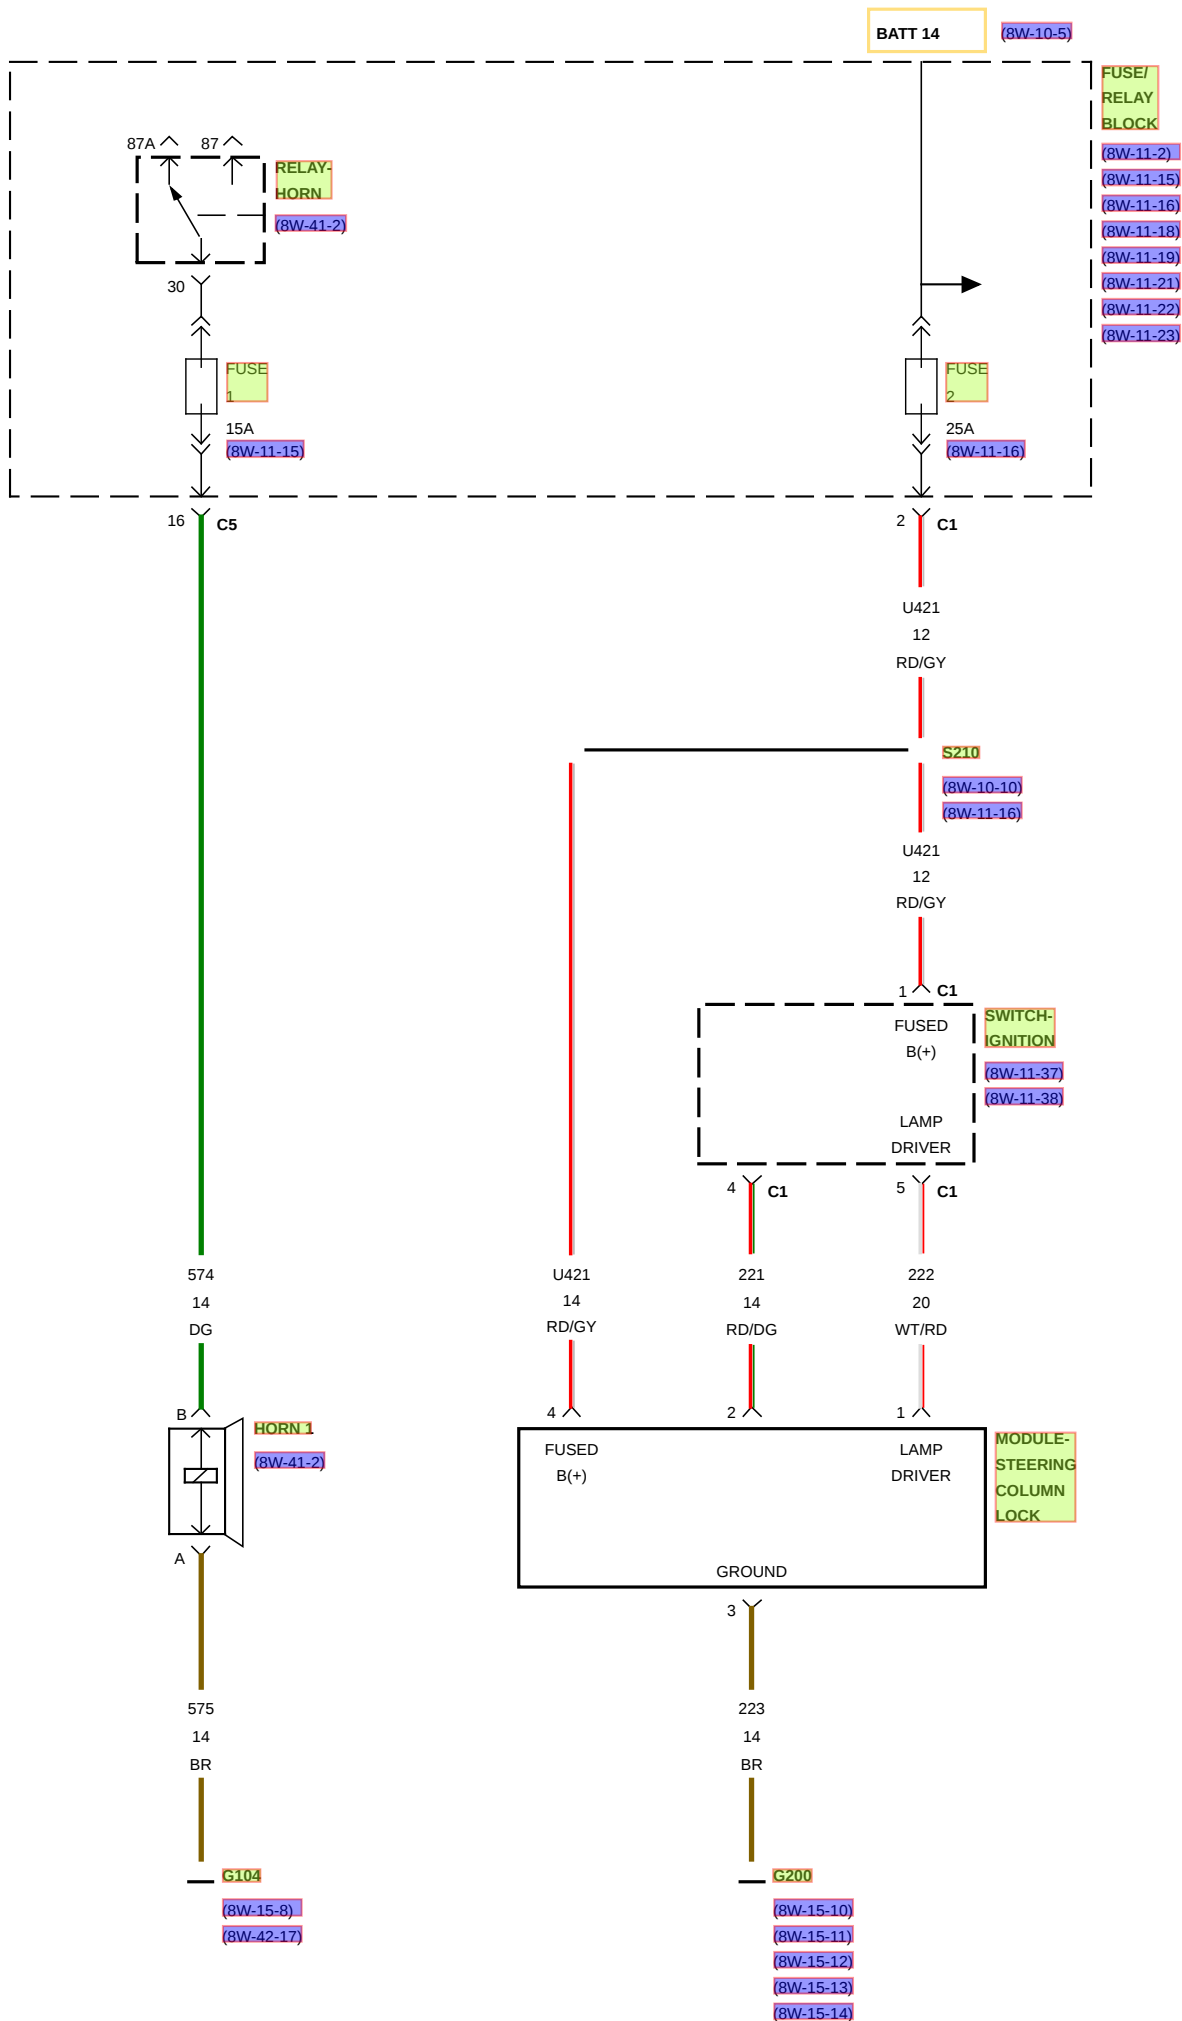 BATT 14
(8W-10-5)
FUSE/
RELAY
BLOCK
(8W-11-2)
(8W-11-15)
(8W-11-16)
(8W-11-18)
(8W-11-19)
(8W-11-21)
(8W-11-22)
(8W-11-23)
87A
87
RELAY-
HORN
(8W-41-2)
30
FUSE
1
15A
(8W-11-15)
FUSE
2
25A
(8W-11-16)
16
C5
2
C1
U421
12
RD/GY
S210
(8W-10-10)
(8W-11-16)
U421
12
RD/GY
1
C1
FUSED
B(+)
LAMP
DRIVER
SWITCH-
IGNITION
(8W-11-37)
(8W-11-38)
4
C1
5
C1
574
14
DG
U421
14
RD/GY
221
14
RD/DG
222
20
WT/RD
B
HORN 1
(8W-41-2)
A
4
2
1
FUSED
B(+)
LAMP
DRIVER
GROUND
MODULE-
STEERING
COLUMN
LOCK
3
575
14
BR
223
14
BR
G104
(8W-15-8)
(8W-42-17)
G200
(8W-15-10)
(8W-15-11)
(8W-15-12)
(8W-15-13)
(8W-15-14)